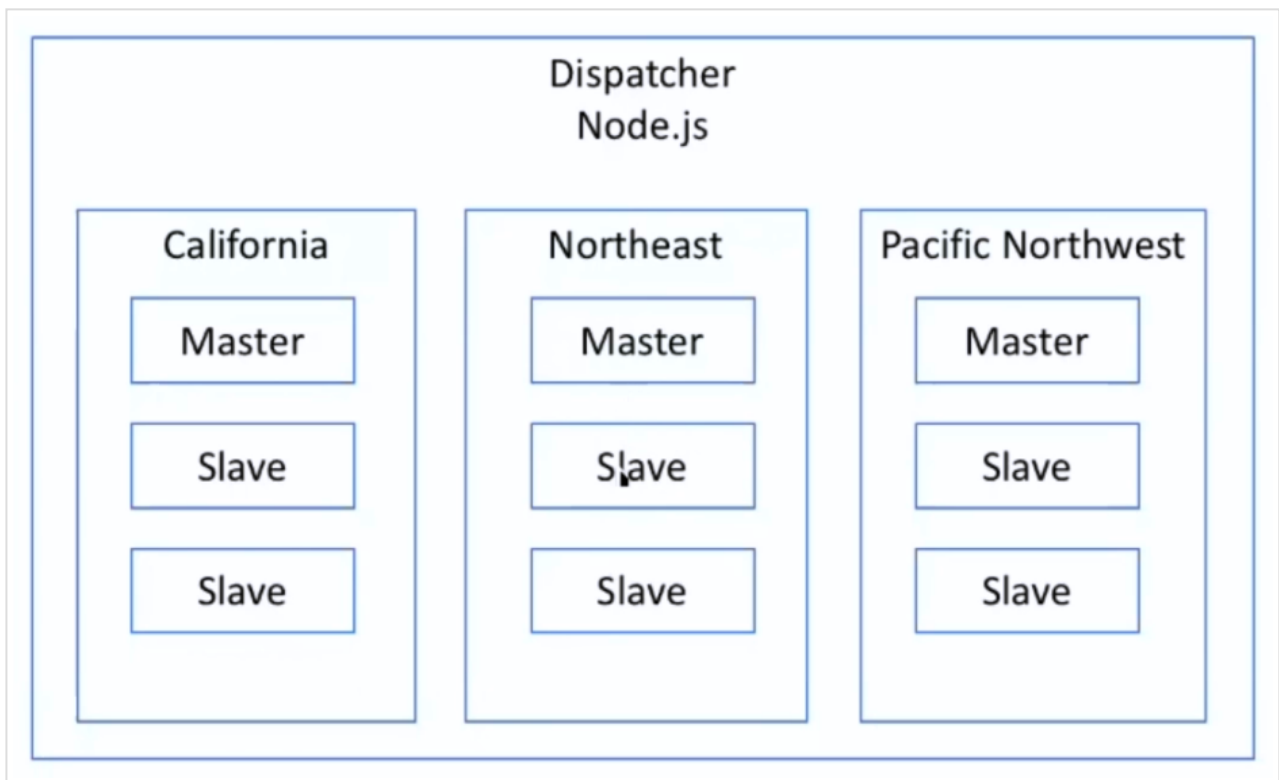 Dispatcher
Node.js
California
Master
Slave
Slave
Northeast
Master
Slave
Slave
Pacific Northwest
Master
Slave
Slave